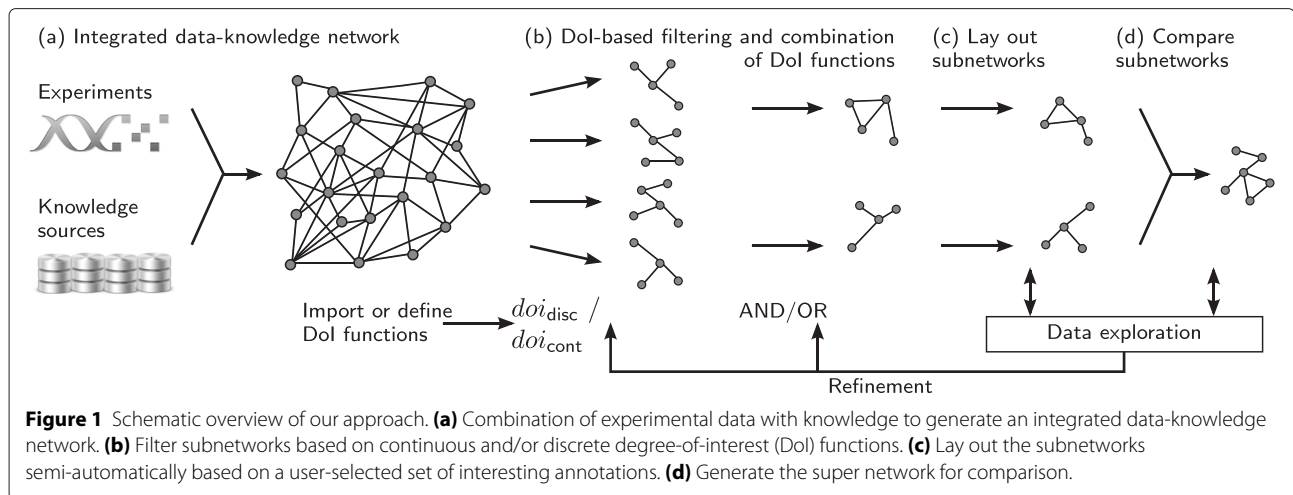 (a) Integrated data-knowledge network
Experiments
Knowledge
sources
Import or define
DoI functions
(b) DoI-based filtering and combination
of DoI functions
doi_disc /
doi_cont
AND/OR
(c) Lay out
subnetworks
(d) Compare
subnetworks
Data exploration
Refinement
Figure 1 Schematic overview of our approach. (a) Combination of experimental data with knowledge to generate an integrated data-knowledge
network. (b) Filter subnetworks based on continuous and/or discrete degree-of-interest (DoI) functions. (c) Lay out the subnetworks
semi-automatically based on a user-selected set of interesting annotations. (d) Generate the super network for comparison.